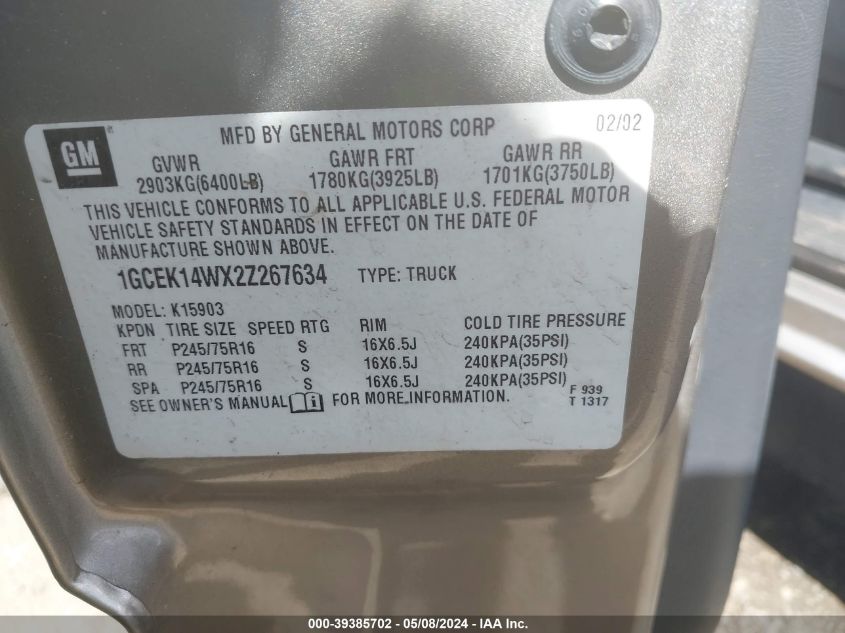 GM
MFD BY GENERAL MOTORS CORP 02/02
GVWR GAWR FRT GAWR RR
2903KG(6400LB) 1780KG(3925LB) 1701KG(3750LB)
THIS VEHICLE CONFORMS TO ALL APPLICABLE U.S. FEDERAL MOTOR
VEHICLE SAFETY STANDARDS IN EFFECT ON THE DATE OF
MANUFACTURE SHOWN ABOVE.
1GCEK14WX2Z267634 TYPE: TRUCK
MODEL: K15903
KPDN TIRE SIZE SPEED RTG RIM COLD TIRE PRESSURE
FRT P245/75R16 S 16X6.5J 240KPA(35PSI)
RR P245/75R16 S 16X6.5J 240KPA(35PSI)
SPA P245/75R16 S 16X6.5J 240KPA(35PSI)
SEE OWNER'S MANUAL FOR MORE INFORMATION. F 939
T 1317
000-39385702 - 05/08/2024 - IAA Inc.